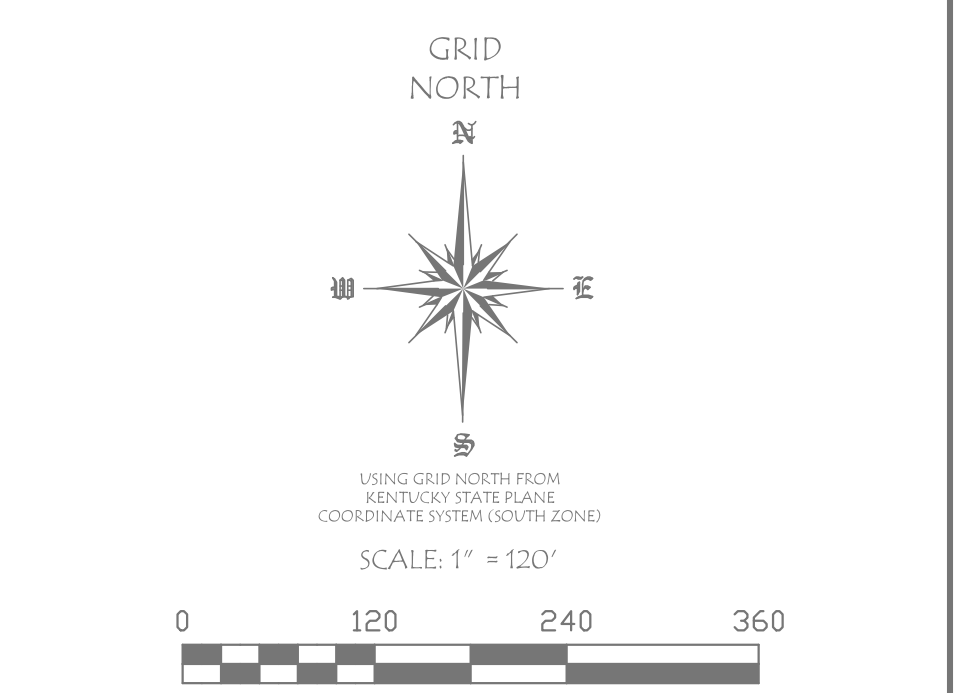 GRID
NORTH
N
W E
S
USING GRID NORTH FROM
KENTUCKY STATE PLANE
COORDINATE SYSTEM (SOUTH ZONE)
SCALE: 1" = 120'
0 120 240 360